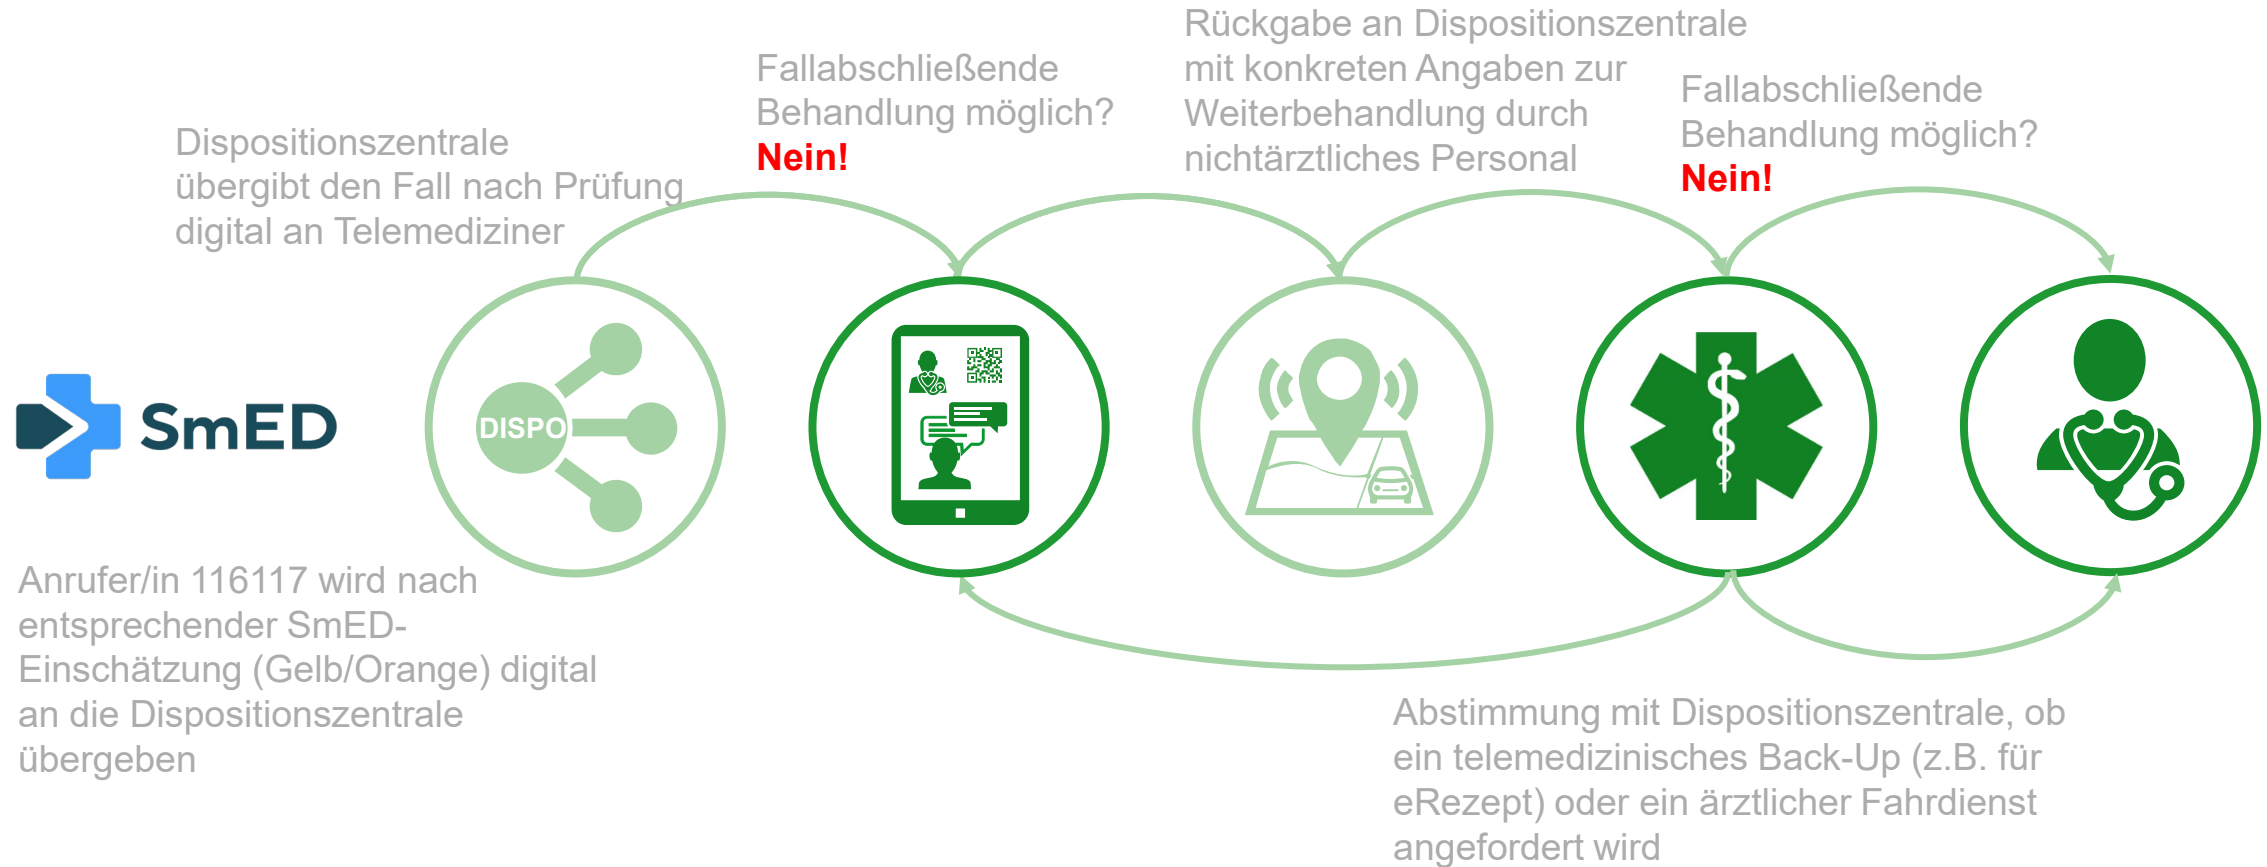 Dispositionszentrale
übergibt den Fall nach Prüfung
digital an Telemediziner
Fallabschließende
Behandlung möglich?
Nein!
Rückgabe an Dispositionszentrale
mit konkreten Angaben zur
Weiterbehandlung durch
nichtärztliches Personal
Fallabschließende
Behandlung möglich?
Nein!
SmED
DISPO
Anrufer/in 116117 wird nach
entsprechender SmED-
Einschätzung (Gelb/Orange) digital
an die Dispositionszentrale
übergeben
Abstimmung mit Dispositionszentrale, ob
ein telemedizinisches Back-Up (z.B. für
eRezept) oder ein ärztlicher Fahrdienst
angefordert wird